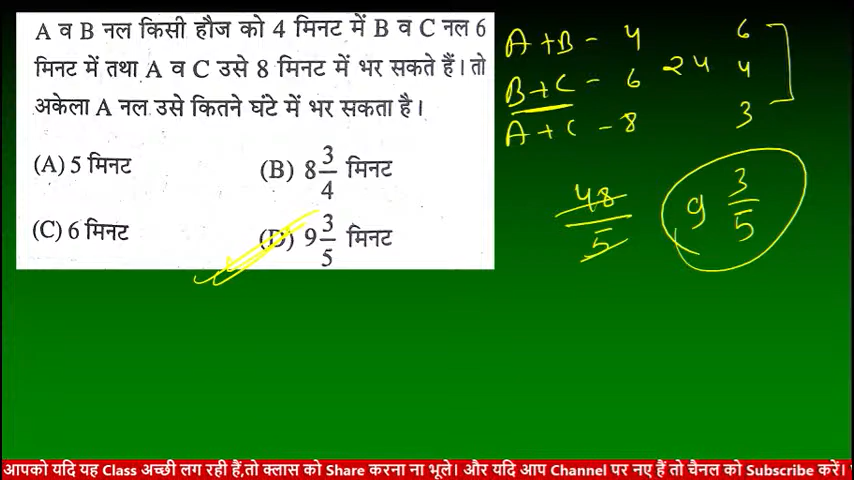 A व B नल किसी हौज को 4 मिनट में B व C नल 6
मिनट में तथा A व C उसे 8 मिनट में भर सकते हैं। तो
अकेला A नल उसे कितने घंटे में भर सकता है।
(A) 5 मिनट
(B) 8 3/4 मिनट
(C) 6 मिनट
(D) 9 3/5 मिनट
A+B - 4 6
B+C - 6 24 4
A+C - 8 3
48/5 9 3/5
आपको यदि यह Class अच्छी लग रही हैं,तो क्लास को Share करना ना भूले। और यदि आप Channel पर नए हैं तो चैनल को Subscribe करें।